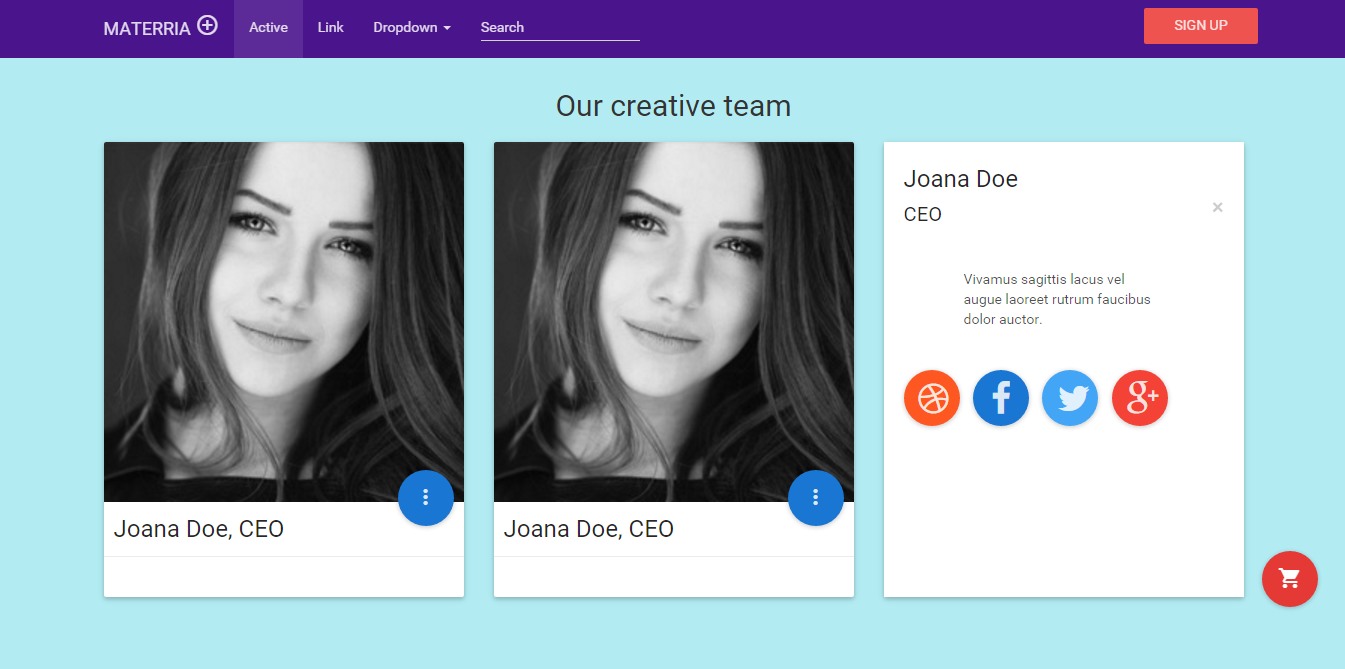 MATERRIA
Active
Link
Dropdown
Search
SIGN UP
Our creative team
Joana Doe, CEO
Joana Doe, CEO
Joana Doe
CEO
×
Vivamus sagittis lacus vel
augue laoreet rutrum faucibus
dolor auctor.
f
g+